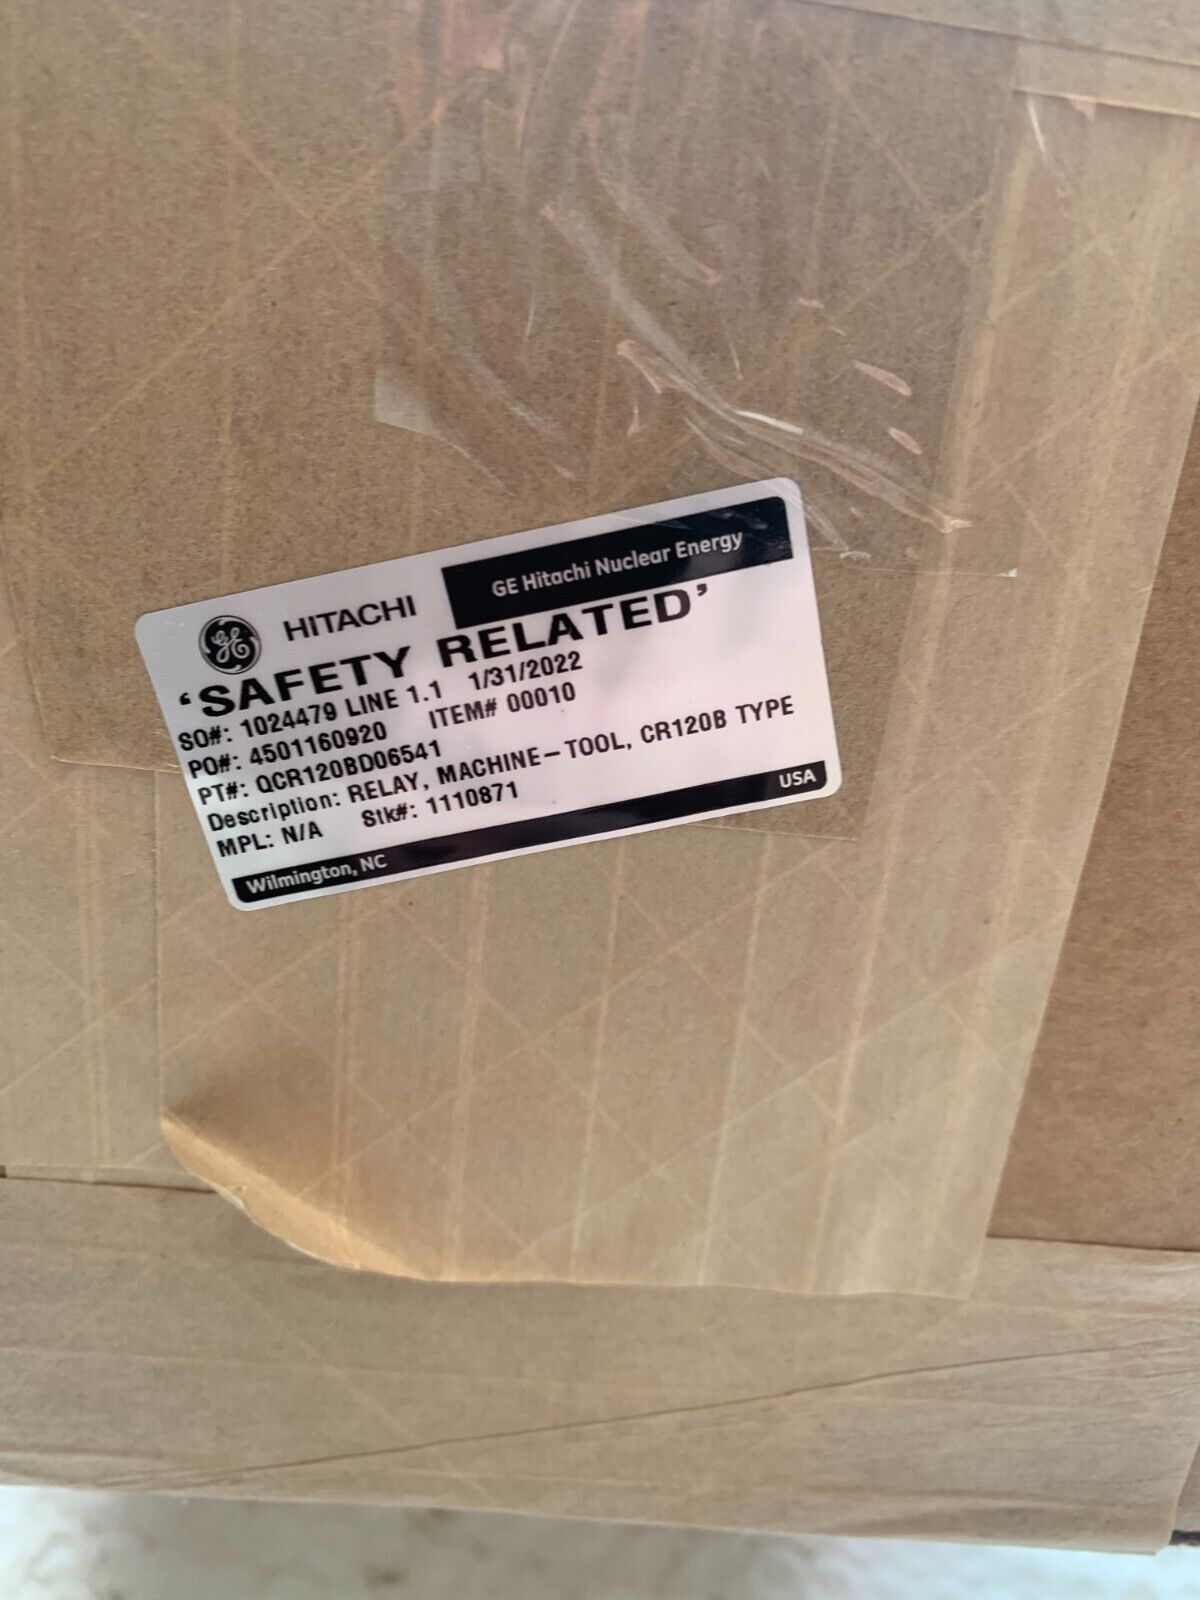 GE HITACHI
GE Hitachi Nuclear Energy
'SAFETY RELATED'
SO#: 1024479 LINE 1.1 1/31/2022
PO#: 4501160920 ITEM# 00010
PT#: QCR120BD06541
Description: RELAY, MACHINE-TOOL, CR120B TYPE
MPL: N/A Stk#: 1110871
Wilmington, NC USA